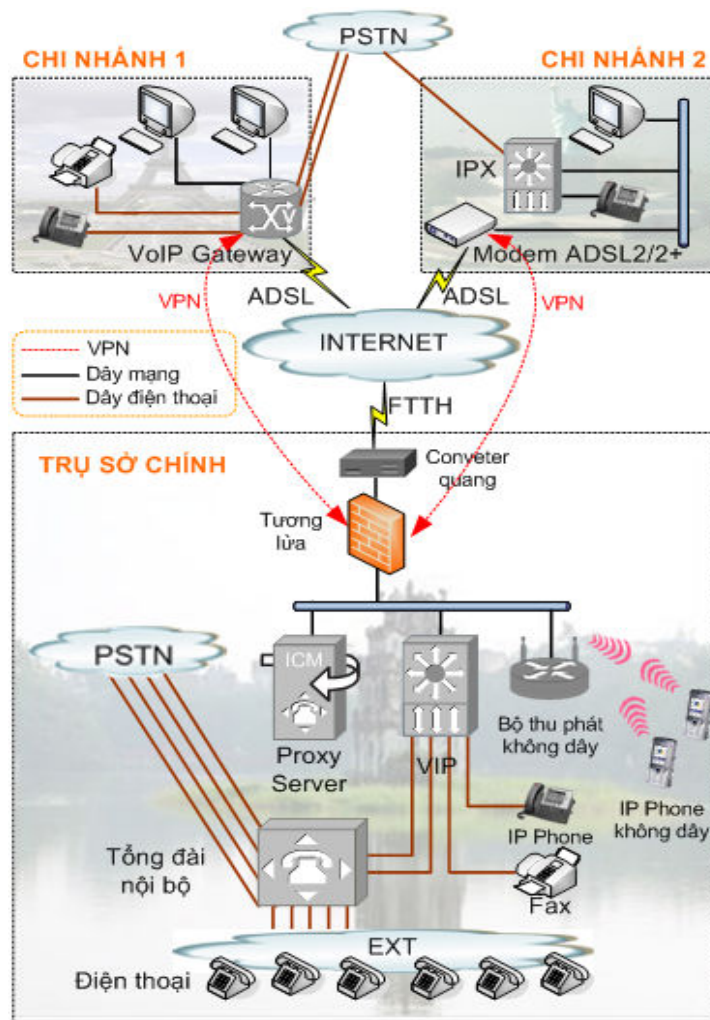 PSTN
CHI NHÁNH 1
CHI NHÁNH 2
IPX
VoIP Gateway
Modem ADSL2/2+
VPN
ADSL
ADSL
VPN
INTERNET
VPN
Dây mạng
Dây điện thoại
FTTH
TRỤ SỞ CHÍNH
Conveter
quang
Tương
lửa
PSTN
ICM
Proxy
Server
VIP
Bộ thu phát
không dây
IP Phone
không dây
IP Phone
Tổng đài
nội bộ
Fax
EXT
Điện thoại